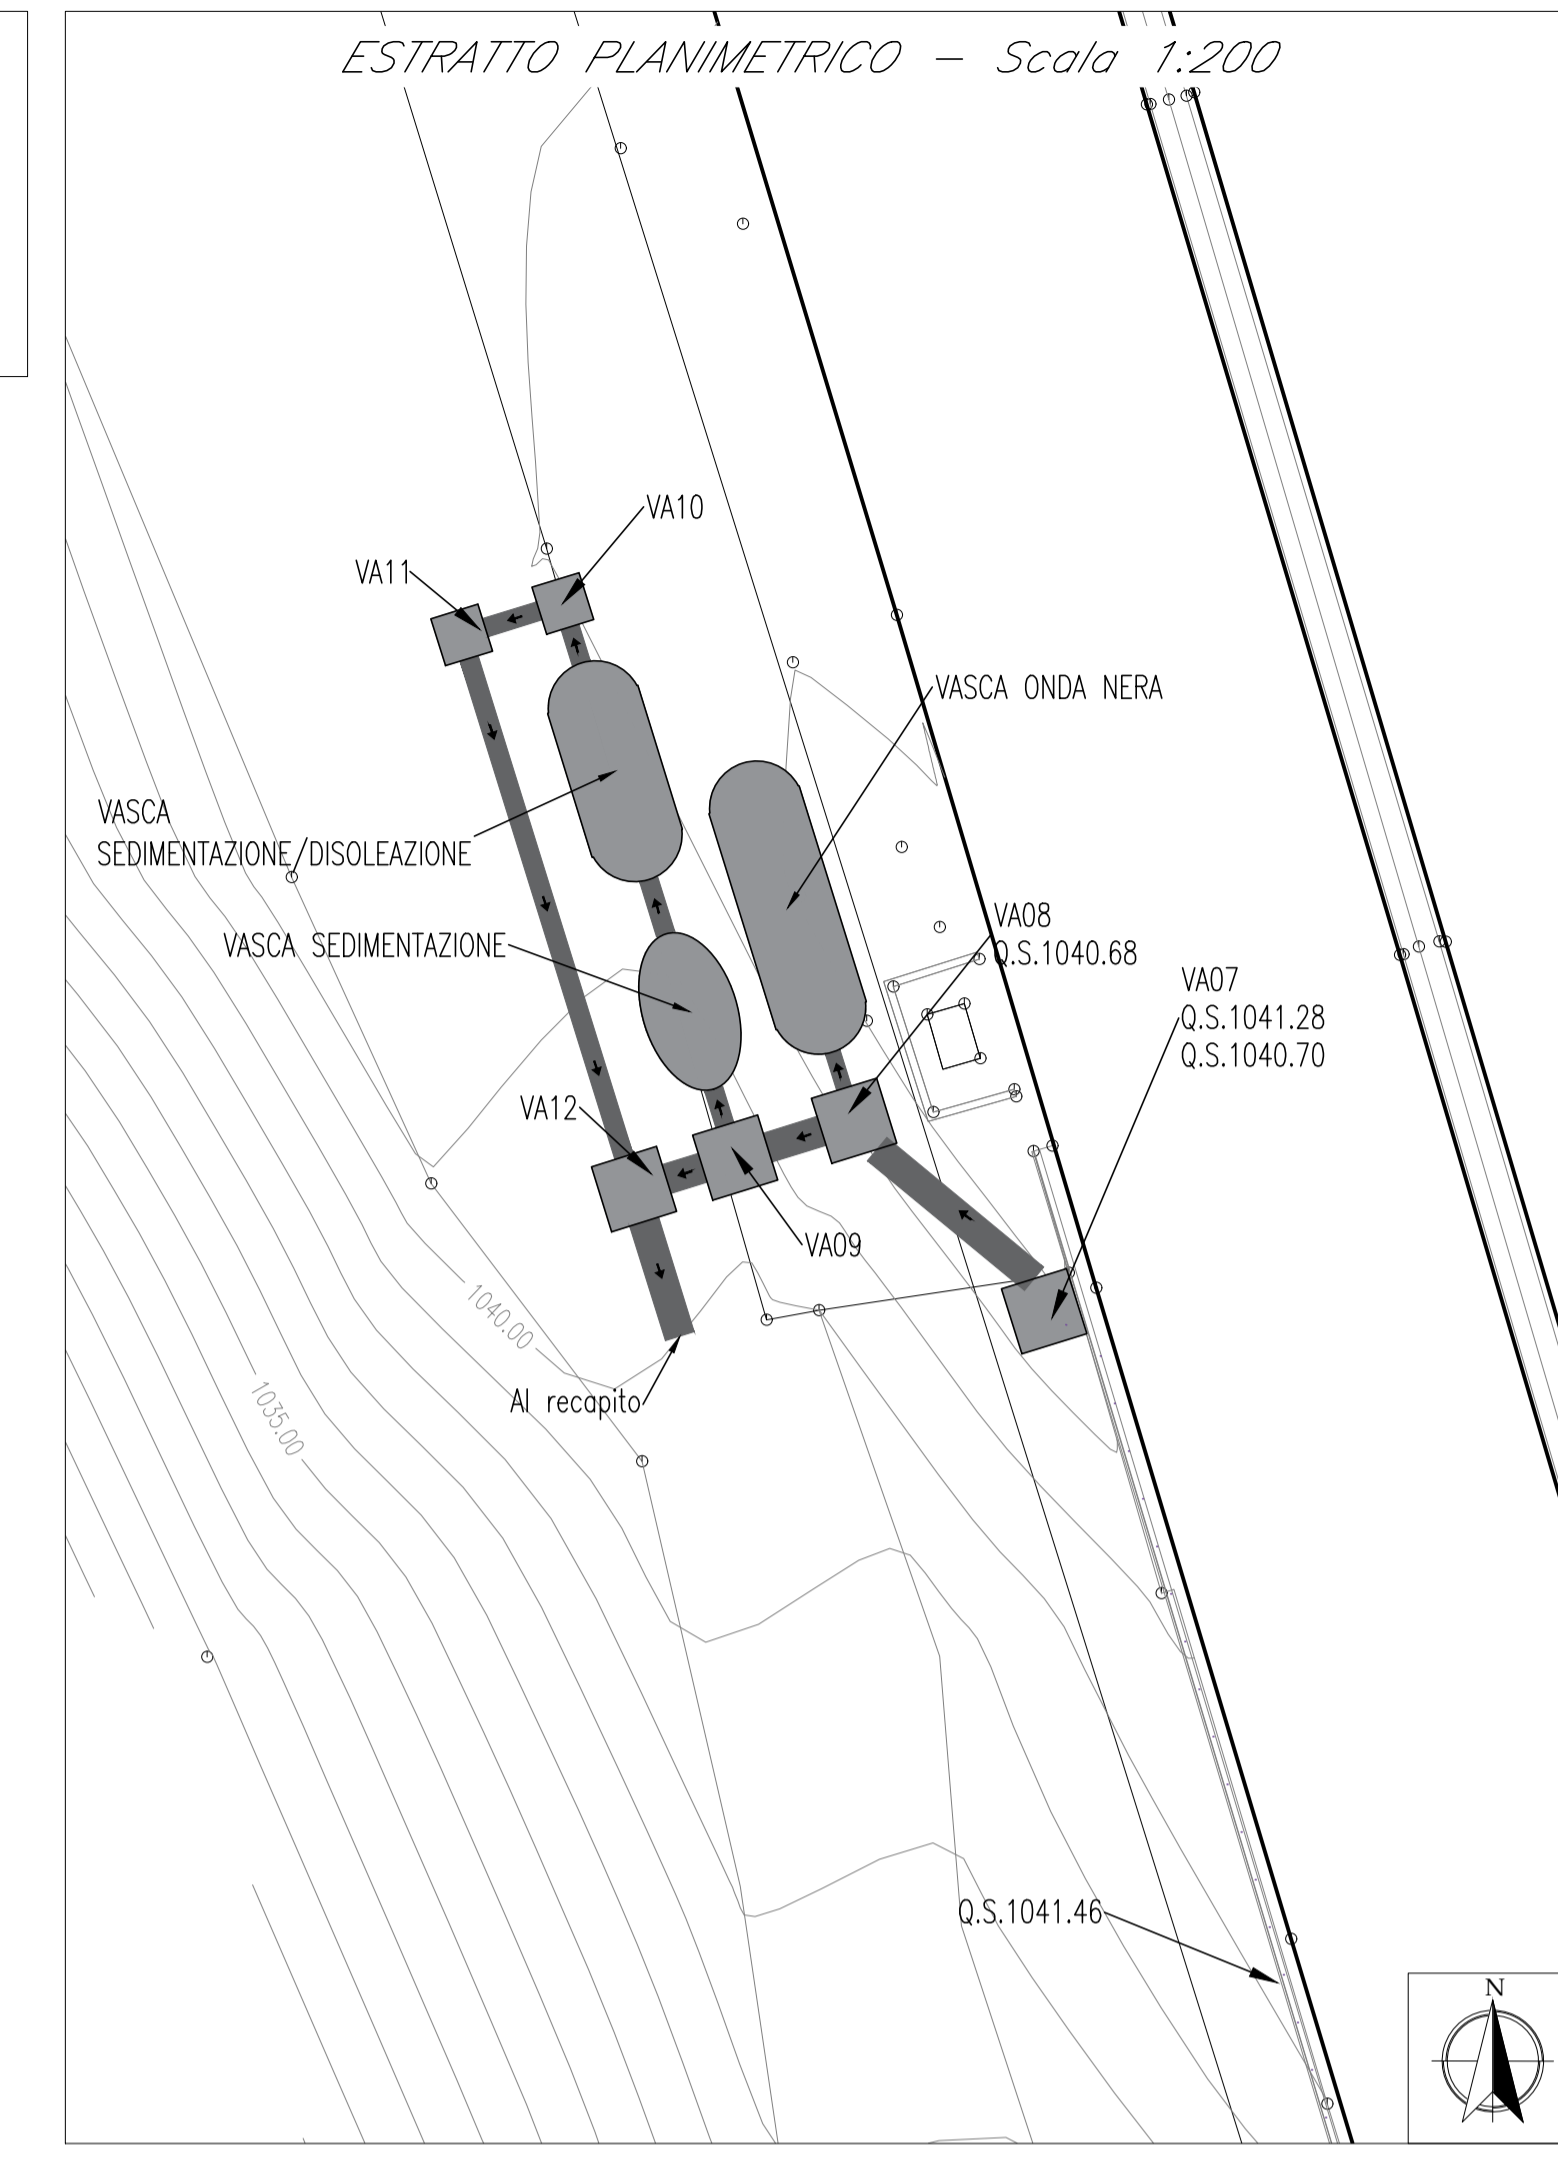 ESTRATTO PLANIMETRICO – Scala 1:200
VA10
VA11
VASCA ONDA NERA
VASCA
SEDIMENTAZIONE/DISOLEAZIONE
VASCA SEDIMENTAZIONE
VA08
Q.S.1040.68
VA07
Q.S.1041.28
Q.S.1040.70
VA12
VA09
1040.00
Al recapito
1035.00
Q.S.1041.46
N